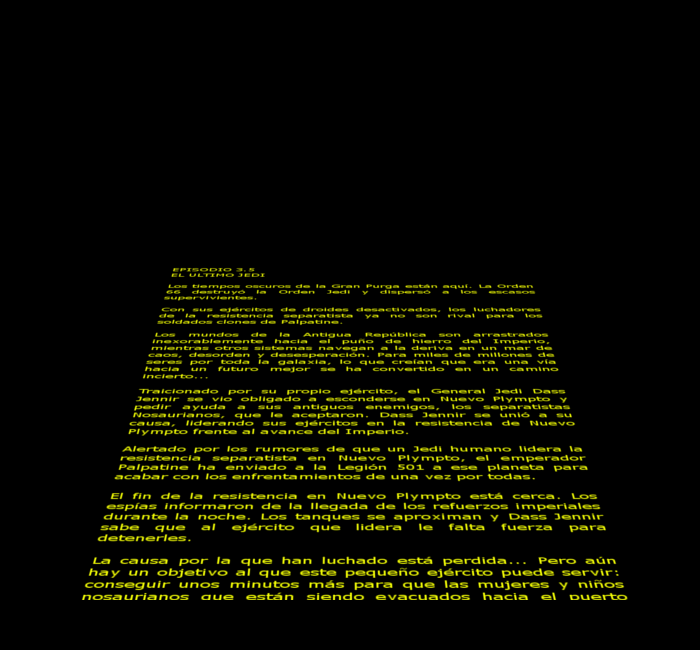 EPISODIO 3.5
EL ULTIMO JEDI
Los tiempos oscuros de la Gran Purga están aquí. La Orden
66 destruyó la Orden Jedi y dispersó a los escasos
supervivientes.
Con sus ejércitos de droides desactivados, los luchadores
de la resistencia separatista ya no son rival para los
soldados clones de Palpatine.
Los mundos de la Antigua República son arrastrados
inexorablemente hacia el puño de hierro del Imperio,
mientras otros sistemas navegan a la deriva en un mar de
caos, desorden y desesperación. Para miles de millones de
seres por toda la galaxia, lo que creían que era una vía
hacia un futuro mejor se ha convertido en un camino
incierto...
Traicionado por su propio ejército, el General Jedi Dass
Jennir se vio obligado a esconderse en Nuevo Plympto y
pedir ayuda a sus antiguos enemigos, los separatistas
Nosaurianos, que le aceptaron. Dass Jennir se unió a su
causa, liderando sus ejércitos en la resistencia de Nuevo
Plympto frente al avance del Imperio.
Alertado por los rumores de que un Jedi humano lidera la
resistencia separatista en Nuevo Plympto, el emperador
Palpatine ha enviado a la Legión 501 a ese planeta para
acabar con los enfrentamientos de una vez por todas.
El fin de la resistencia en Nuevo Plympto está cerca. Los
espías informaron de la llegada de los refuerzos imperiales
durante la noche. Los tanques se aproximan y Dass Jennir
sabe que al ejército que lidera le falta fuerza para
detenerles.
La causa por la que han luchado está perdida... Pero aún
hay un objetivo al que este pequeño ejército puede servir:
conseguir unos minutos más para que las mujeres y niños
nosaurianos que están siendo evacuados hacia el puerto